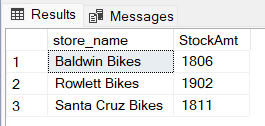 Results Messages
store_name StockAmt
1 Baldwin Bikes 1806
2 Rowlett Bikes 1902
3 Santa Cruz Bikes 1811